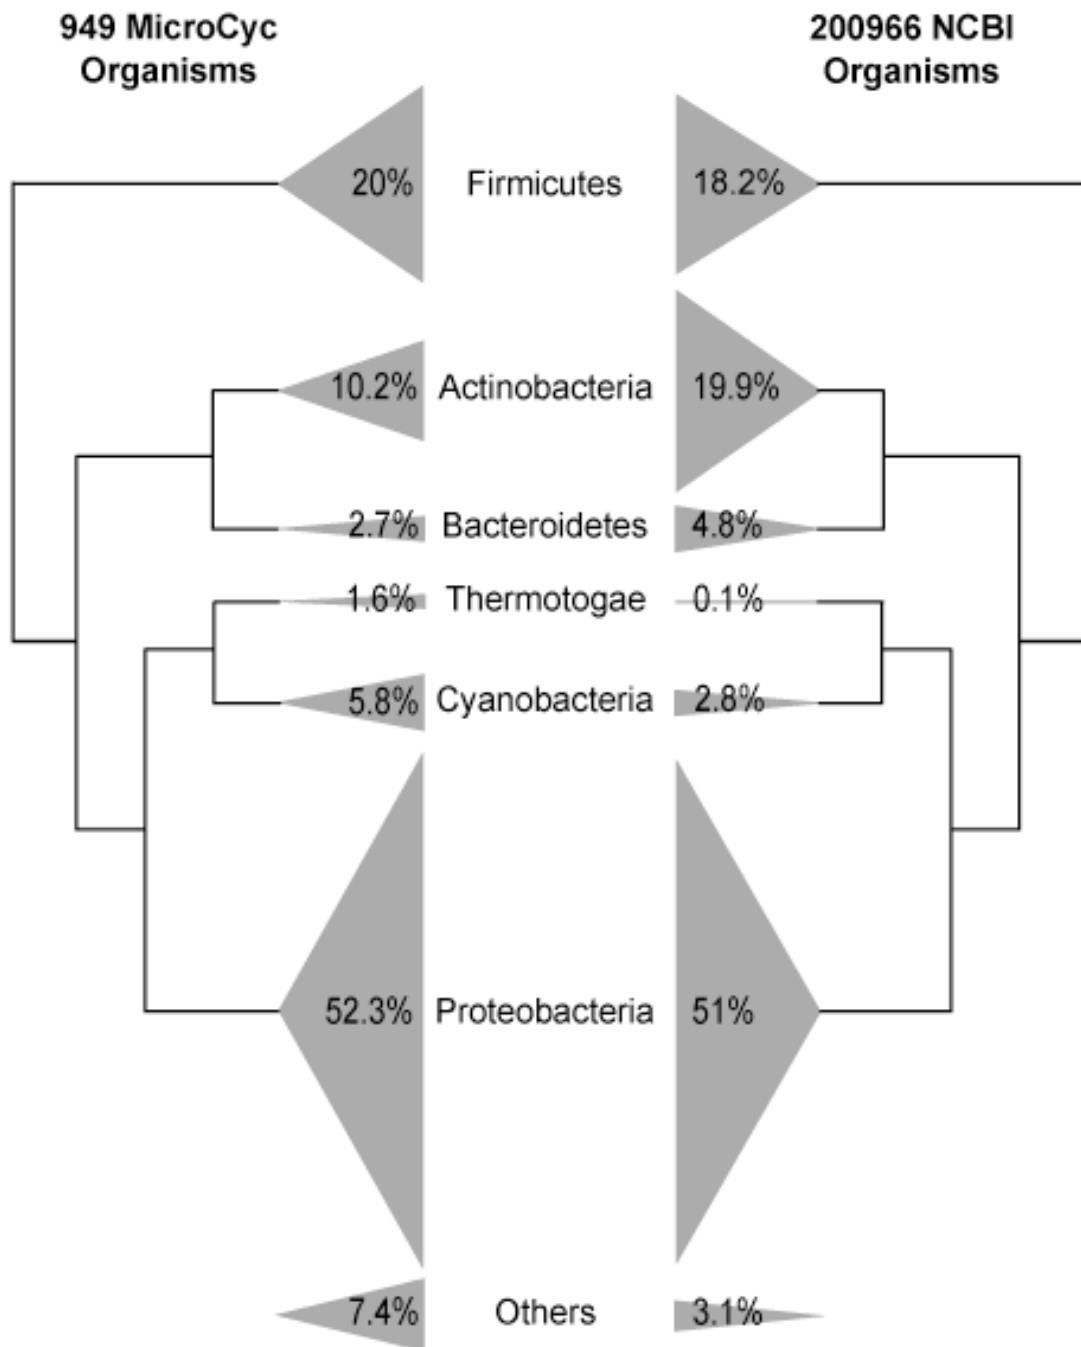 949 MicroCyc
Organisms
200966 NCBI
Organisms
20% Firmicutes 18.2%
10.2% Actinobacteria 19.9%
2.7% Bacteroidetes 4.8%
1.6% Thermotogae 0.1%
5.8% Cyanobacteria 2.8%
52.3% Proteobacteria 51%
7.4% Others 3.1%